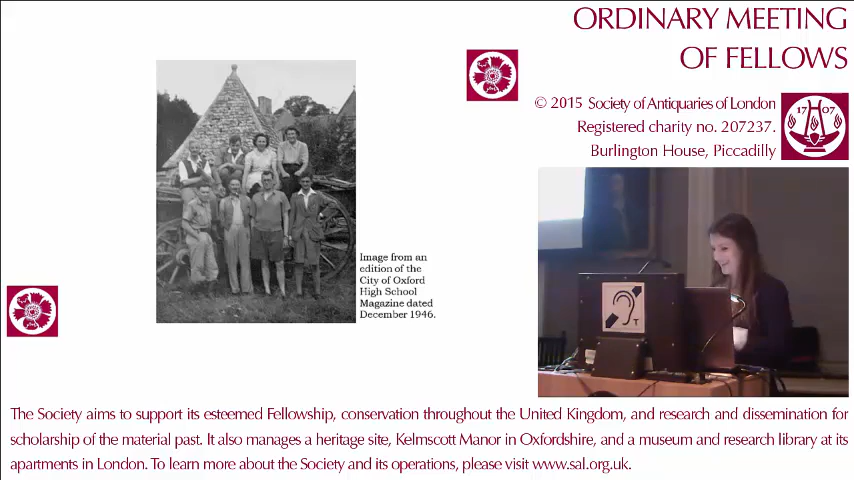 ORDINARY MEETING
OF FELLOWS
© 2015 Society of Antiquaries of London
Registered charity no. 207237.
Burlington House, Piccadilly
17 07
Image from an
edition of the
City of Oxford
High School
Magazine dated
December 1946.
T
The Society aims to support its esteemed Fellowship, conservation throughout the United Kingdom, and research and dissemination for
scholarship of the material past. It also manages a heritage site, Kelmscott Manor in Oxfordshire, and a museum and research library at its
apartments in London. To learn more about the Society and its operations, please visit www.sal.org.uk.